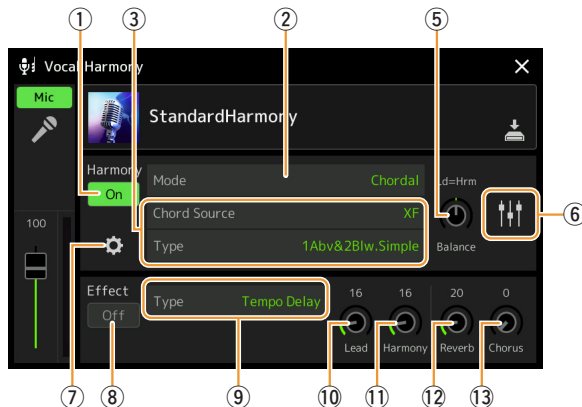 ① ③ ② ⑤
Vocal Harmony
Mic
StandardHarmony
Harmony
On
Mode Chordal
Ld=Hrm
Chord Source XF
Type 1Abv&2Blw.Simple
Balance
⑥
100
Effect
Off
Type Tempo Delay
16 16 20 0
Lead Harmony Reverb Chorus
⑦ ⑧ ⑨ ⑩ ⑪ ⑫ ⑬